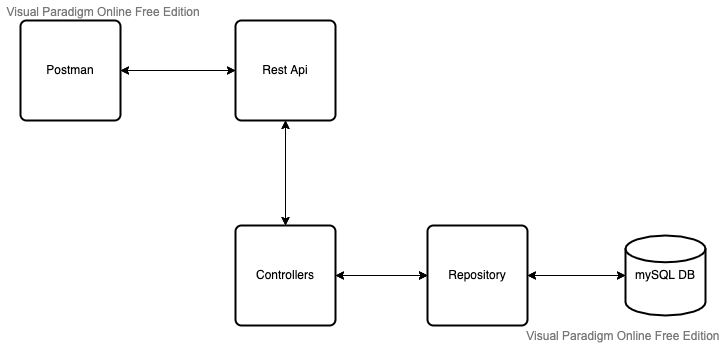 Visual Paradigm Online Free Edition
Postman
Rest Api
Controllers
Repository
mySQL DB
Visual Paradigm Online Free Edition